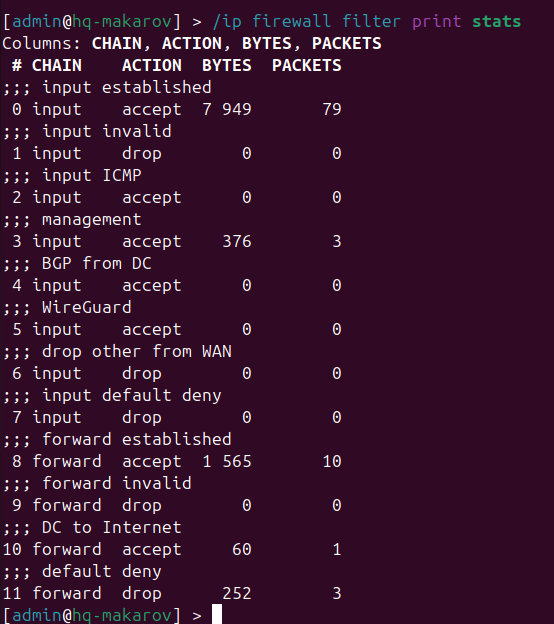 [admin@hq-makarov] > /ip firewall filter print stats
Columns: CHAIN, ACTION, BYTES, PACKETS
 # CHAIN    ACTION  BYTES  PACKETS
;;; input established
 0 input    accept  7 949       79
;;; input invalid
 1 input    drop        0        0
;;; input ICMP
 2 input    accept      0        0
;;; management
 3 input    accept    376        3
;;; BGP from DC
 4 input    accept      0        0
;;; WireGuard
 5 input    accept      0        0
;;; drop other from WAN
 6 input    drop        0        0
;;; input default deny
 7 input    drop        0        0
;;; forward established
 8 forward  accept  1 565       10
;;; forward invalid
 9 forward  drop        0        0
;;; DC to Internet
10 forward  accept     60        1
;;; default deny
11 forward  drop      252        3
[admin@hq-makarov] >